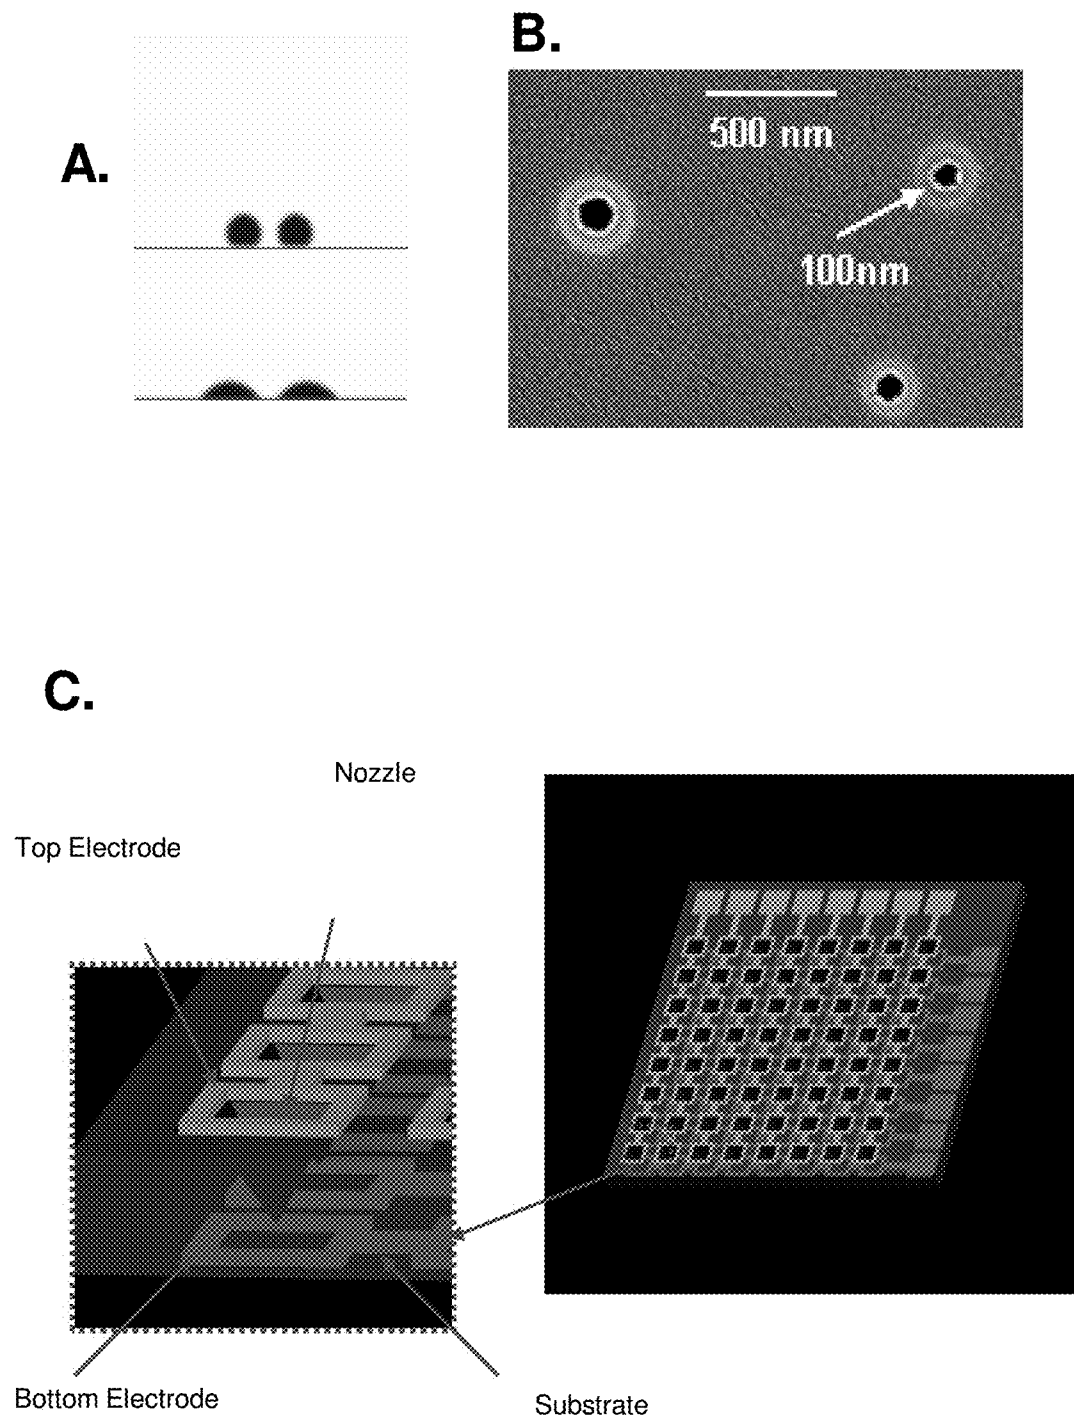 B.
A.
500 nm
100nm
C.
Nozzle
Top Electrode
Bottom Electrode
Substrate